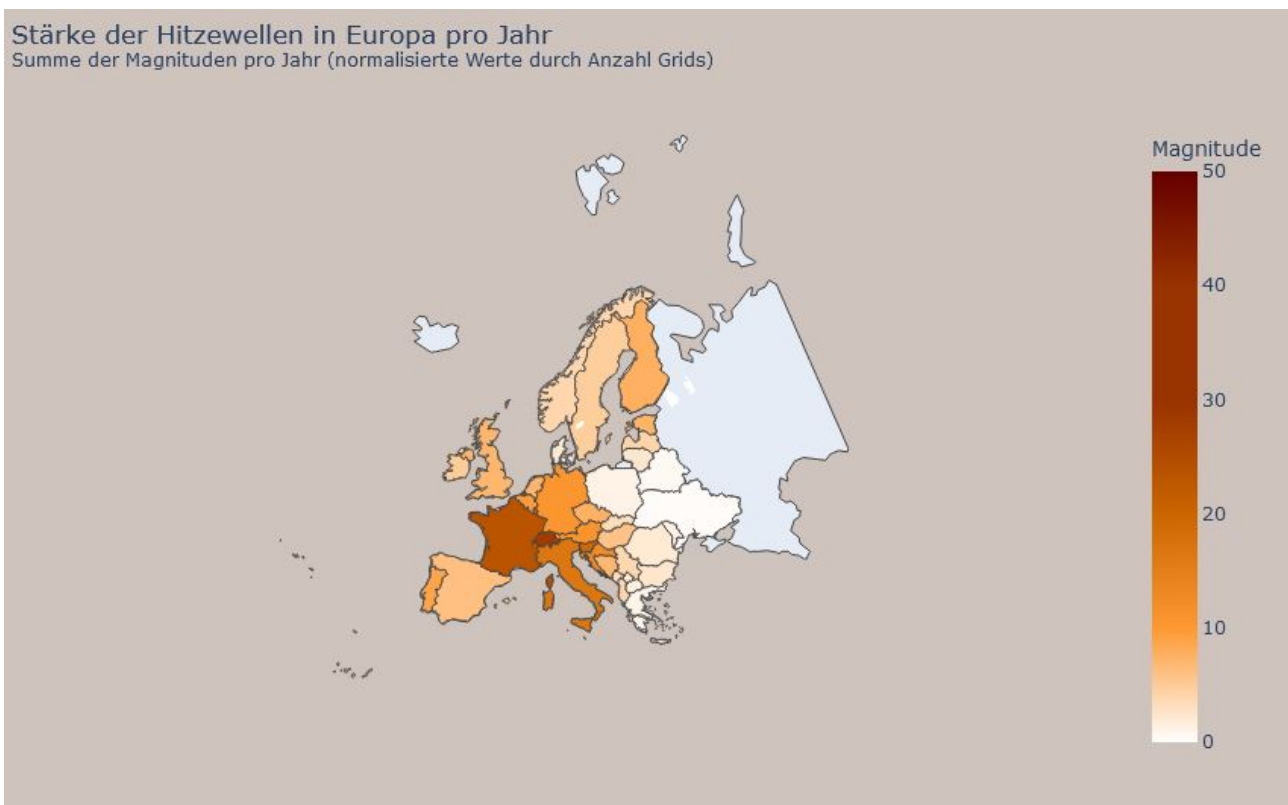 Stärke der Hitzewellen in Europa pro Jahr
Summe der Magnituden pro Jahr (normalisierte Werte durch Anzahl Grids)
Magnitude
50
40
30
20
10
0